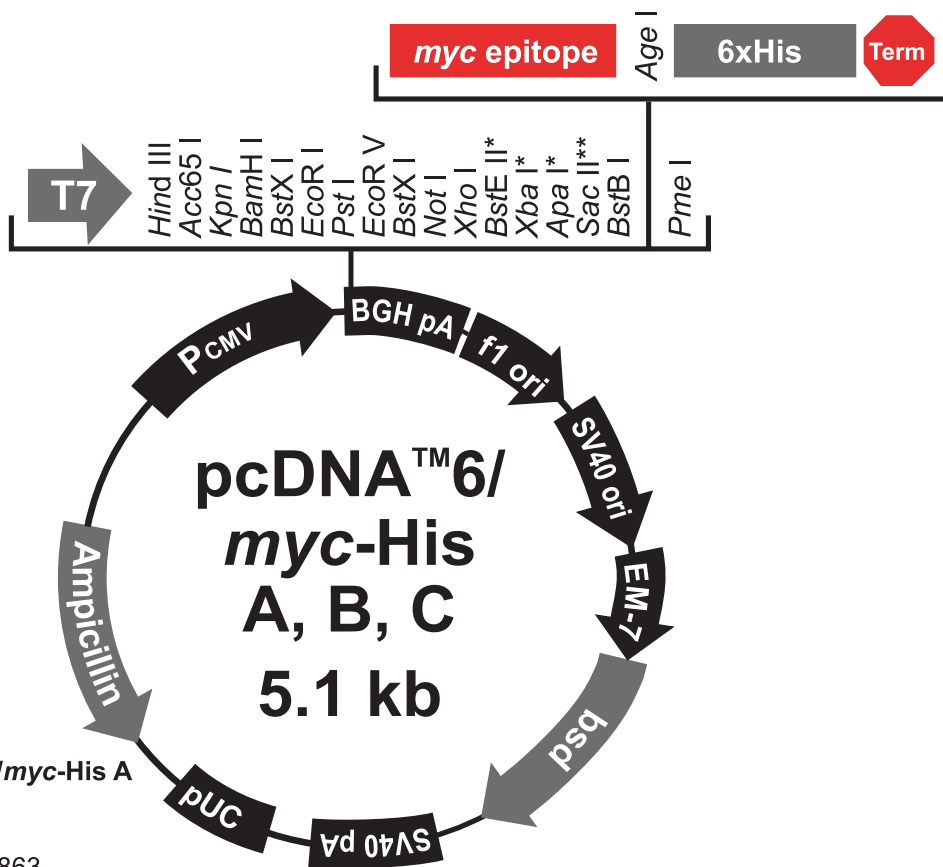 myc epitope
Age I
6xHis
Term
T7
Hind III
Acc65 I
Kpn I
BamH I
BstX I
EcoR I
Pst I
EcoR V
BstX I
Not I
Xho I
BstE II*
Xba I*
Apa I*
Sac II**
BstB I
Pme I
PCMV
BGH pA
f1 ori
SV40 ori
EM-7
bsd
SV40 pA
pUC
Ampicillin
pcDNA™6/
myc-His
A, B, C
5.1 kb
/myc-His A
863